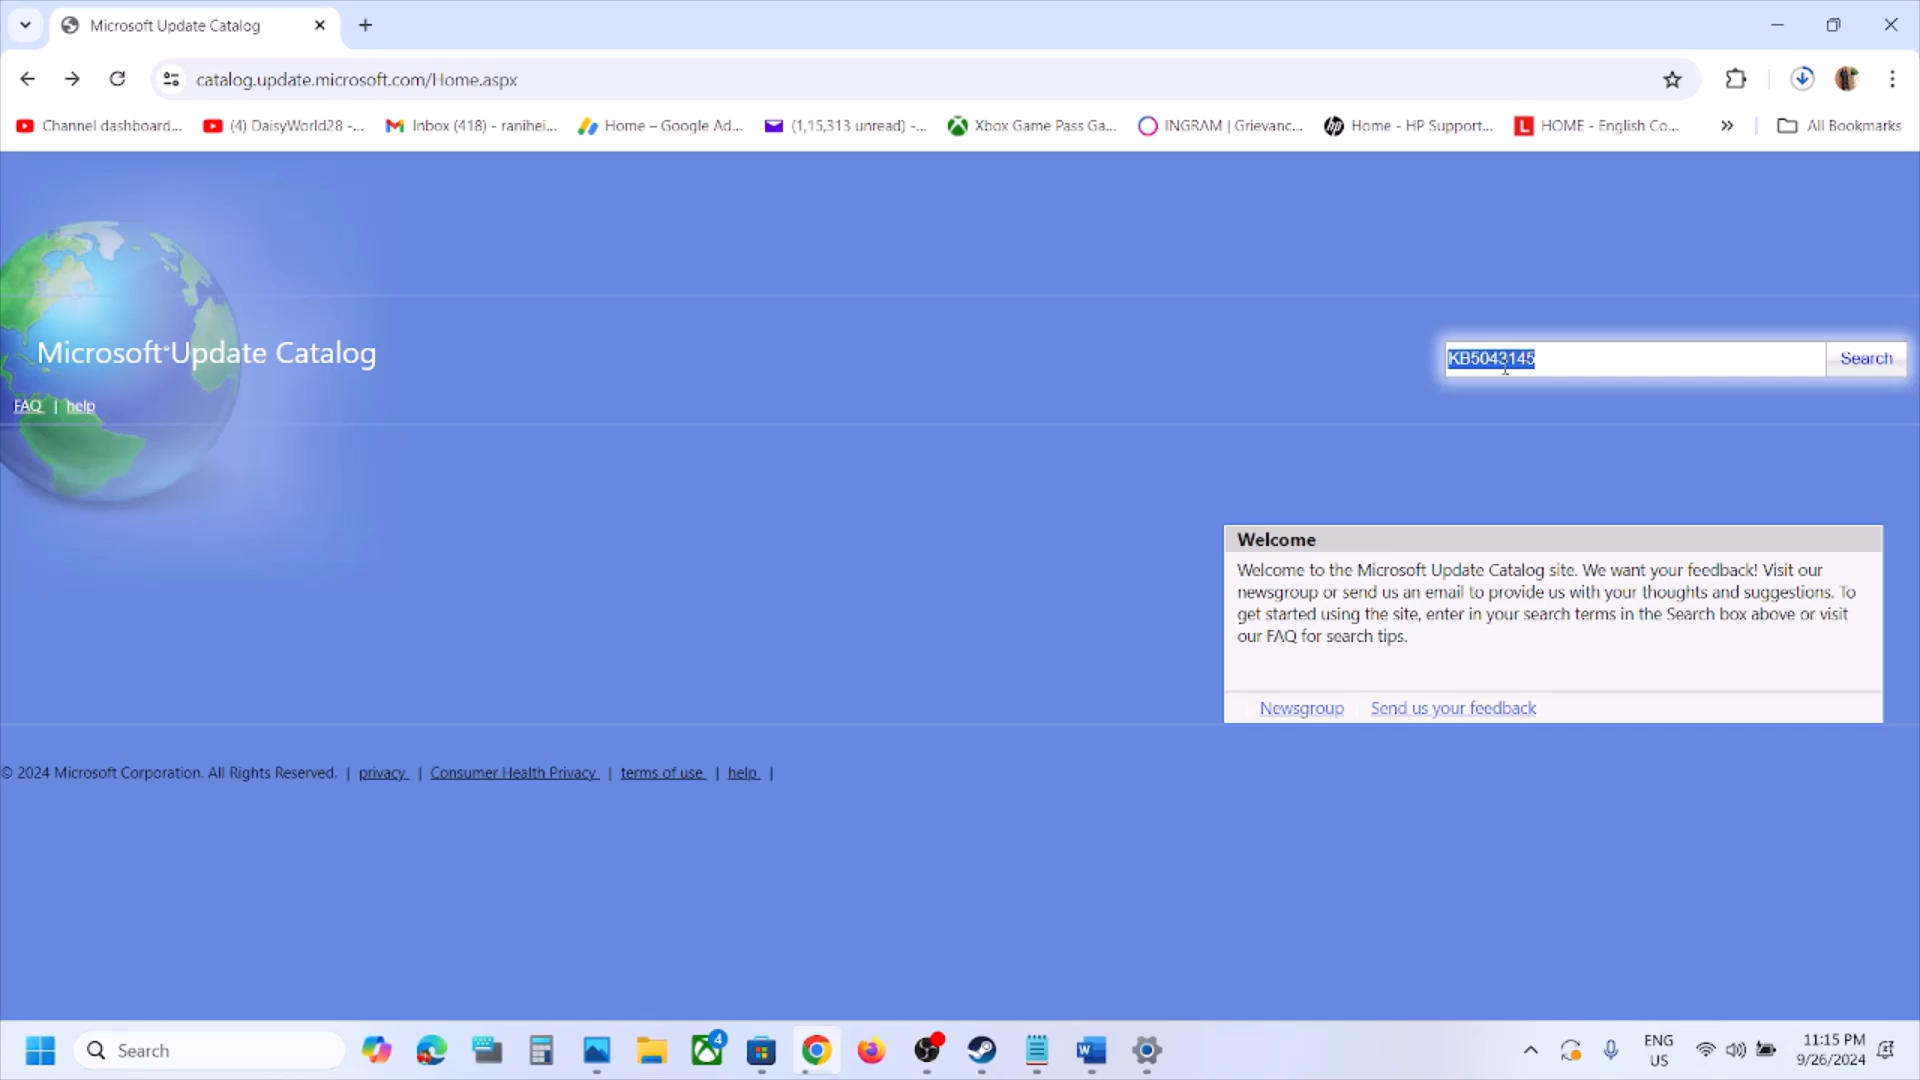 Microsoft Update Catalog
catalog.update.microsoft.com/Home.aspx
Channel dashboard...
(4) DaisyWorld28 -...
Inbox (418) - ranihei...
Home – Google Ad...
(1,15,313 unread) -...
Xbox Game Pass Ga...
INGRAM | Grievanc...
Home - HP Support...
HOME - English Co...
All Bookmarks
Microsoft Update Catalog
KB5043145
Search
FAQ | help
Welcome
Welcome to the Microsoft Update Catalog site. We want your feedback! Visit our
newsgroup or send us an email to provide us with your thoughts and suggestions. To
get started using the site, enter in your search terms in the Search box above or visit
our FAQ for search tips.
Newsgroup
Send us your feedback
© 2024 Microsoft Corporation. All Rights Reserved. | privacy | Consumer Health Privacy | terms of use | help |
Search
4
ENG
US
11:15 PM
9/26/2024